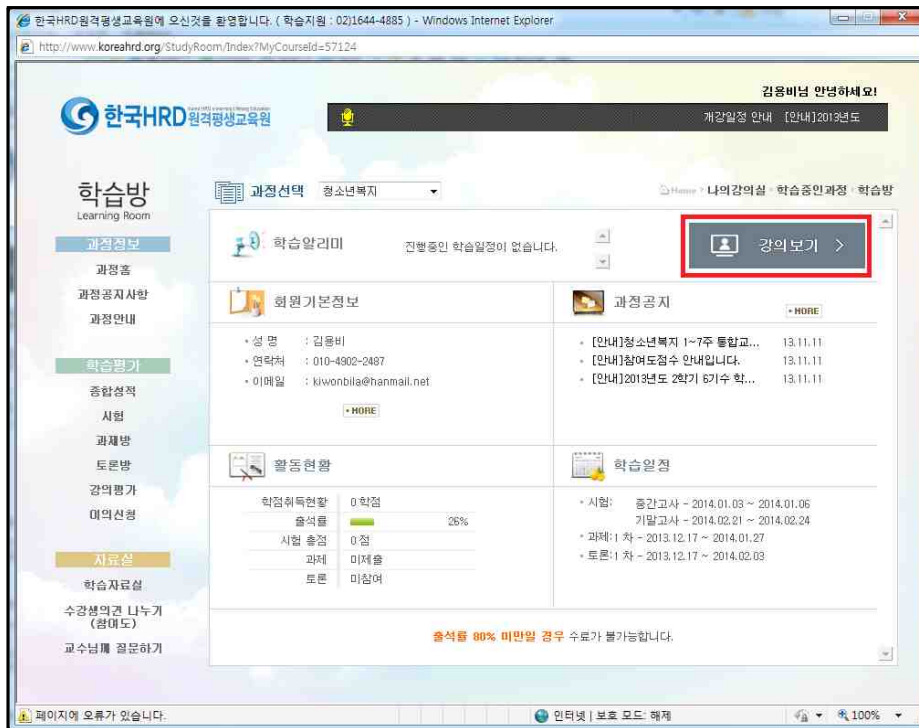 한국HRD원격평생교육원에 오신것을 환영합니다. ( 학습지원 : 02)1644-4885 ) - Windows Internet Explorer
http://www.koreahrd.org/StudyRoom/Index?MyCourseId=57124
김용비님 안녕하세요!
한국HRD원격평생교육원
개강일정 안내 [안내]2013년도
학습방
Learning Room
과정선택 청소년복지
Home 나의강의실 학습중인과정 학습방
과정정보
과정홈
과정공지사항
과정안내
학습평가
종합성적
시험
과제방
토론방
강의평가
이의신청
자료실
학습자료실
수강생의견 나누기
(참여도)
교수님께 질문하기
학습알리미
진행중인 학습일정이 없습니다.
강의보기 >
회원기본정보
• 성 명 : 김용비
• 연락처 : 010-4902-2487
• 이메일 : kiwonbila@hanmail.net
• MORE
과정공지
• MORE
• [안내]청소년복지 1~7주 통합교... 13.11.11
• [안내]참여도점수 안내입니다. 13.11.11
• [안내]2013년도 2학기 6기수 학... 13.11.11
활동현황
학점취득현황 0 학점
출석률 26%
시험 총점 0 점
과제 미제출
토론 미참여
학습일정
• 시험: 중간고사 - 2014.01.03 ~ 2014.01.06
기말고사 - 2014.02.21 ~ 2014.02.24
• 과제:1 차 - 2013.12.17 ~ 2014.01.27
• 토론:1 차 - 2013.12.17 ~ 2014.02.03
출석률 80% 미만일 경우 수료가 불가능합니다.
페이지에 오류가 있습니다.
인터넷 | 보호 모드: 해제
100%